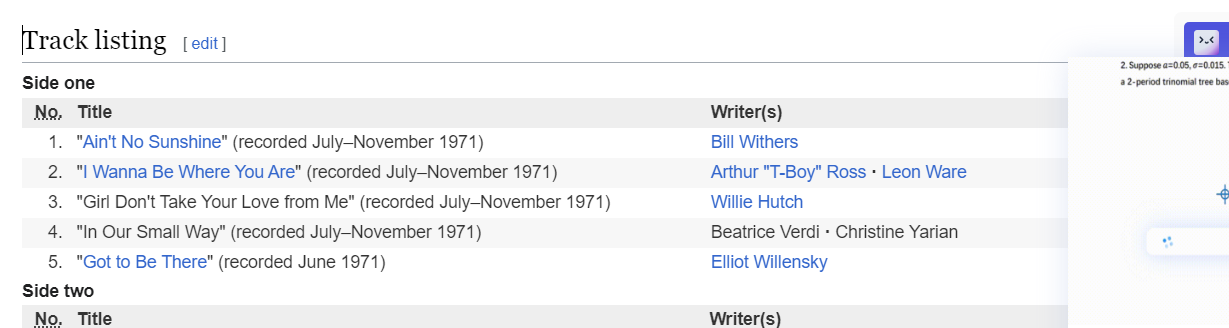 Track listing [ edit ]
Side one
No. Title Writer(s)
1. "Ain't No Sunshine" (recorded July–November 1971) Bill Withers
2. "I Wanna Be Where You Are" (recorded July–November 1971) Arthur "T-Boy" Ross · Leon Ware
3. "Girl Don't Take Your Love from Me" (recorded July–November 1971) Willie Hutch
4. "In Our Small Way" (recorded July–November 1971) Beatrice Verdi · Christine Yarian
5. "Got to Be There" (recorded June 1971) Elliot Willensky
Side two
No. Title Writer(s)
2. Suppose a=0.05, σ=0.015.
a 2-period trinomial tree bas